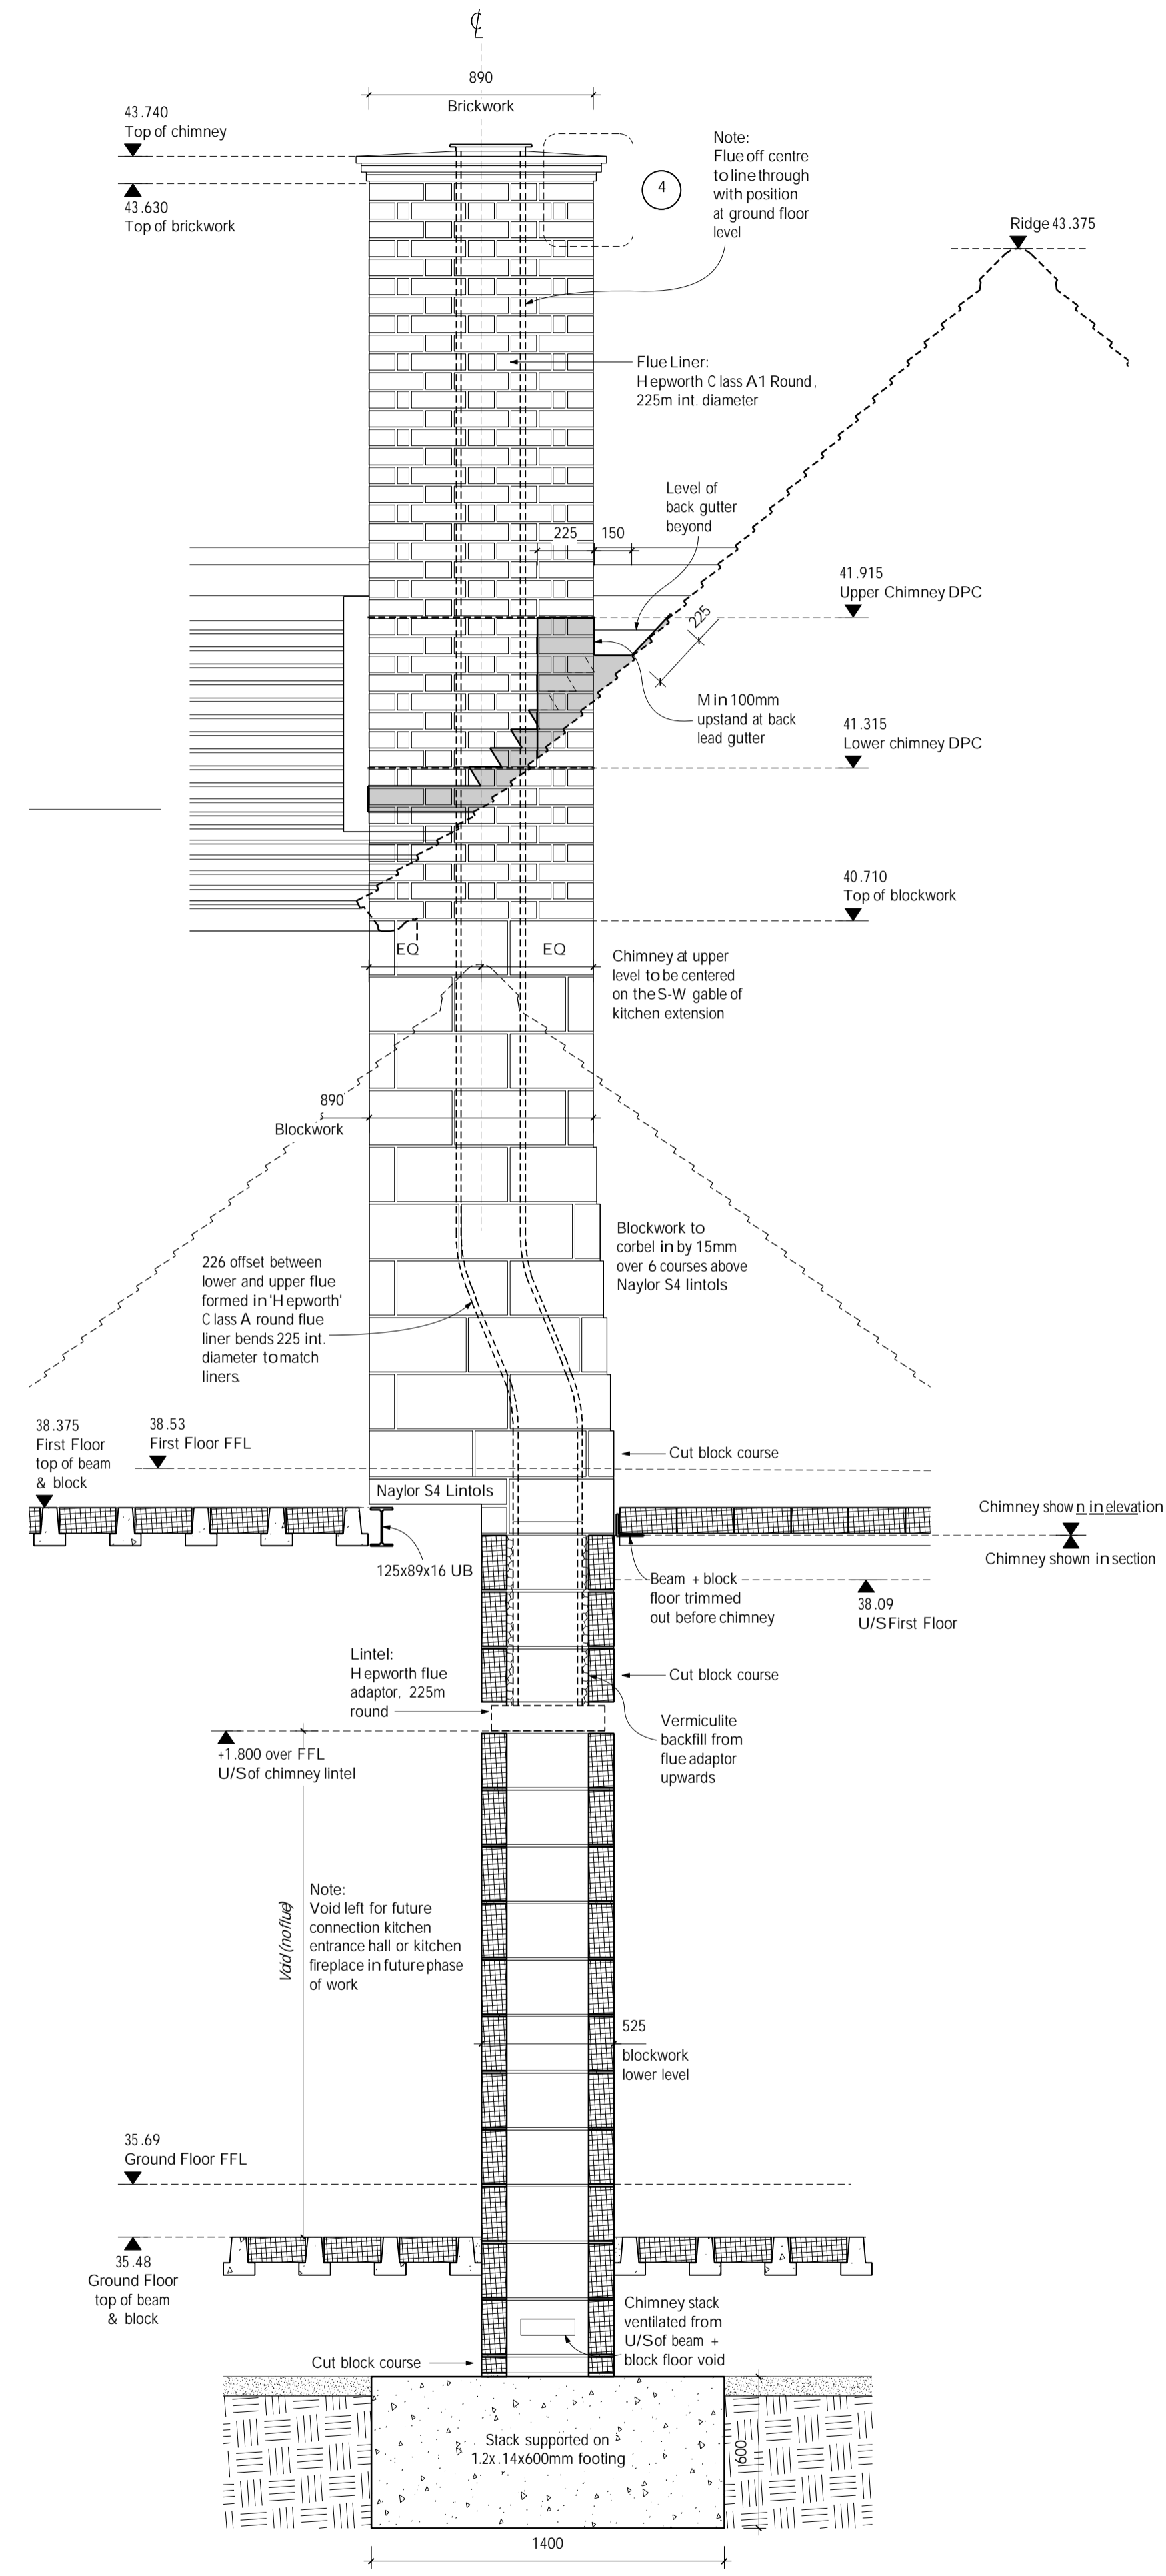 ℄
890
Brickwork
43.740
Top of chimney
43.630
Top of brickwork
Note:
Flue off centre
to line through
with position
at ground floor
level
4
Ridge 43.375
Flue Liner:
Hepworth Class A1 Round,
225m int. diameter
Level of
back gutter
beyond
225
150
41.915
Upper Chimney DPC
225
Min 100mm
upstand at back
lead gutter
41.315
Lower chimney DPC
40.710
Top of blockwork
EQ
EQ
Chimney at upper
level to be centered
on the S-W gable of
kitchen extension
890
Blockwork
Blockwork to
corbel in by 15mm
over 6 courses above
Naylor S4 lintols
226 offset between
lower and upper flue
formed in 'Hepworth'
Class A round flue
liner bends 225 int.
diameter to match
liners.
38.375
First Floor
top of beam
& block
38.53
First Floor FFL
Cut block course
Naylor S4 Lintols
Chimney shown in elevation
Chimney shown in section
125x89x16 UB
Beam + block
floor trimmed
out before chimney
38.09
U/S First Floor
Lintel:
Hepworth flue
adaptor, 225m
round
Cut block course
Vermiculite
backfill from
flue adaptor
upwards
+1.800 over FFL
U/S of chimney lintel
Void (no flue)
Note:
Void left for future
connection kitchen
entrance hall or kitchen
fireplace in future phase
of work
525
blockwork
lower level
35.69
Ground Floor FFL
35.48
Ground Floor
top of beam
& block
Chimney stack
ventilated from
U/S of beam +
block floor void
Cut block course
Stack supported on
1.2x.14x600mm footing
600
1400